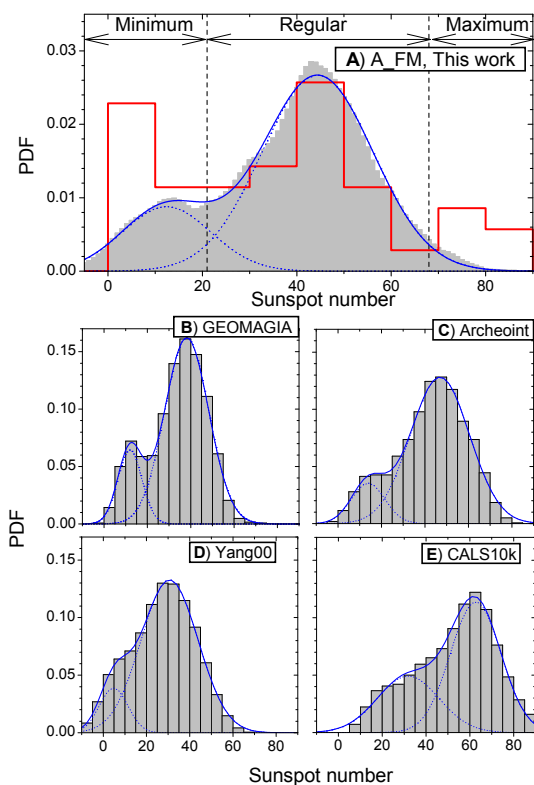 Minimum Regular Maximum
A) A_FM, This work
0.03
0.02
0.01
0.00
PDF
0 20 40 60 80
Sunspot number
B) GEOMAGIA
C) Archeoint
0.15
0.10
0.05
0.00
PDF
D) Yang00
E) CALS10k
0.15
0.10
0.05
0.00
0 20 40 60 80
0 20 40 60 80
Sunspot number